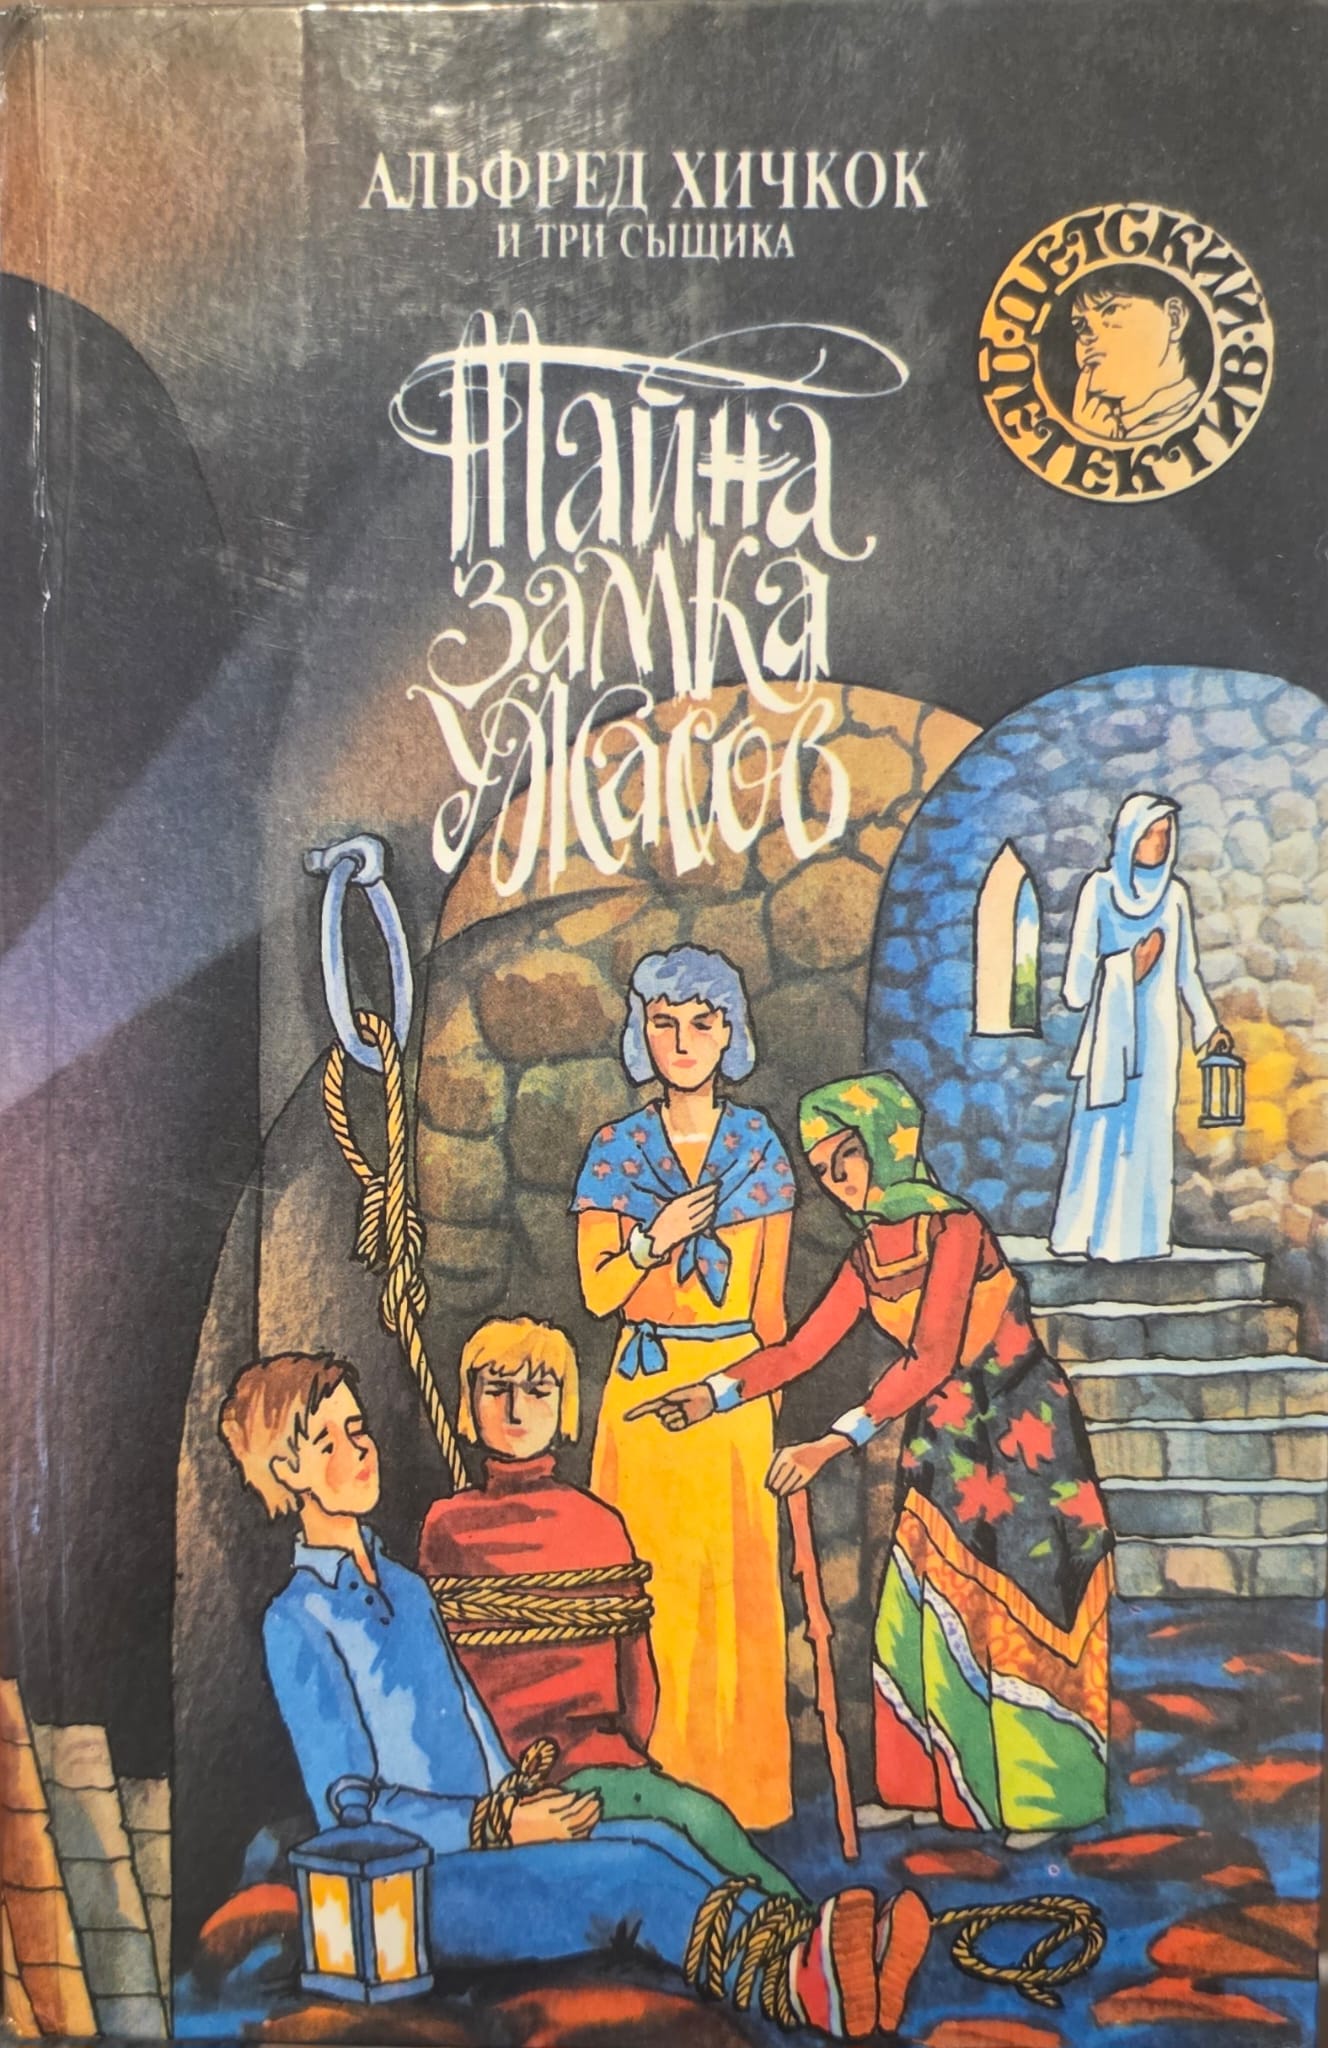 АЛЬФРЕД ХИЧКОК
И ТРИ СЫЩИКА
Тайна
замка
ужасов
ДЕТСКИЙ
ДЕТЕКТИВ